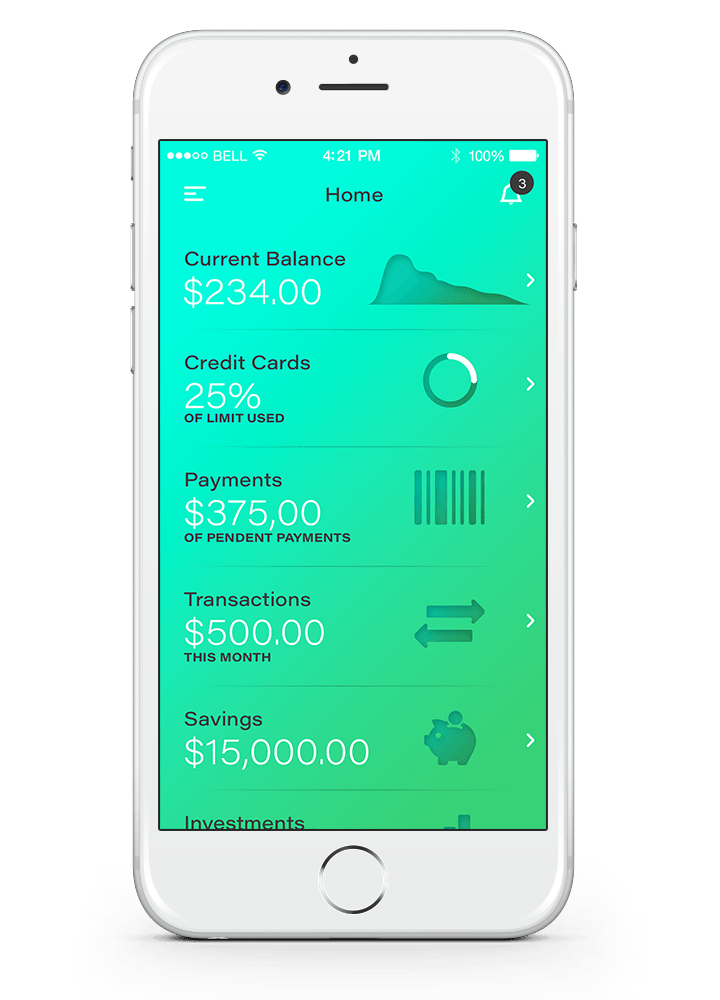 BELL 4:21 PM 100%
Home 3
Current Balance
$234.00
Credit Cards
25%
OF LIMIT USED
Payments
$375,00
OF PENDENT PAYMENTS
Transactions
$500.00
THIS MONTH
Savings
$15,000.00
Investments